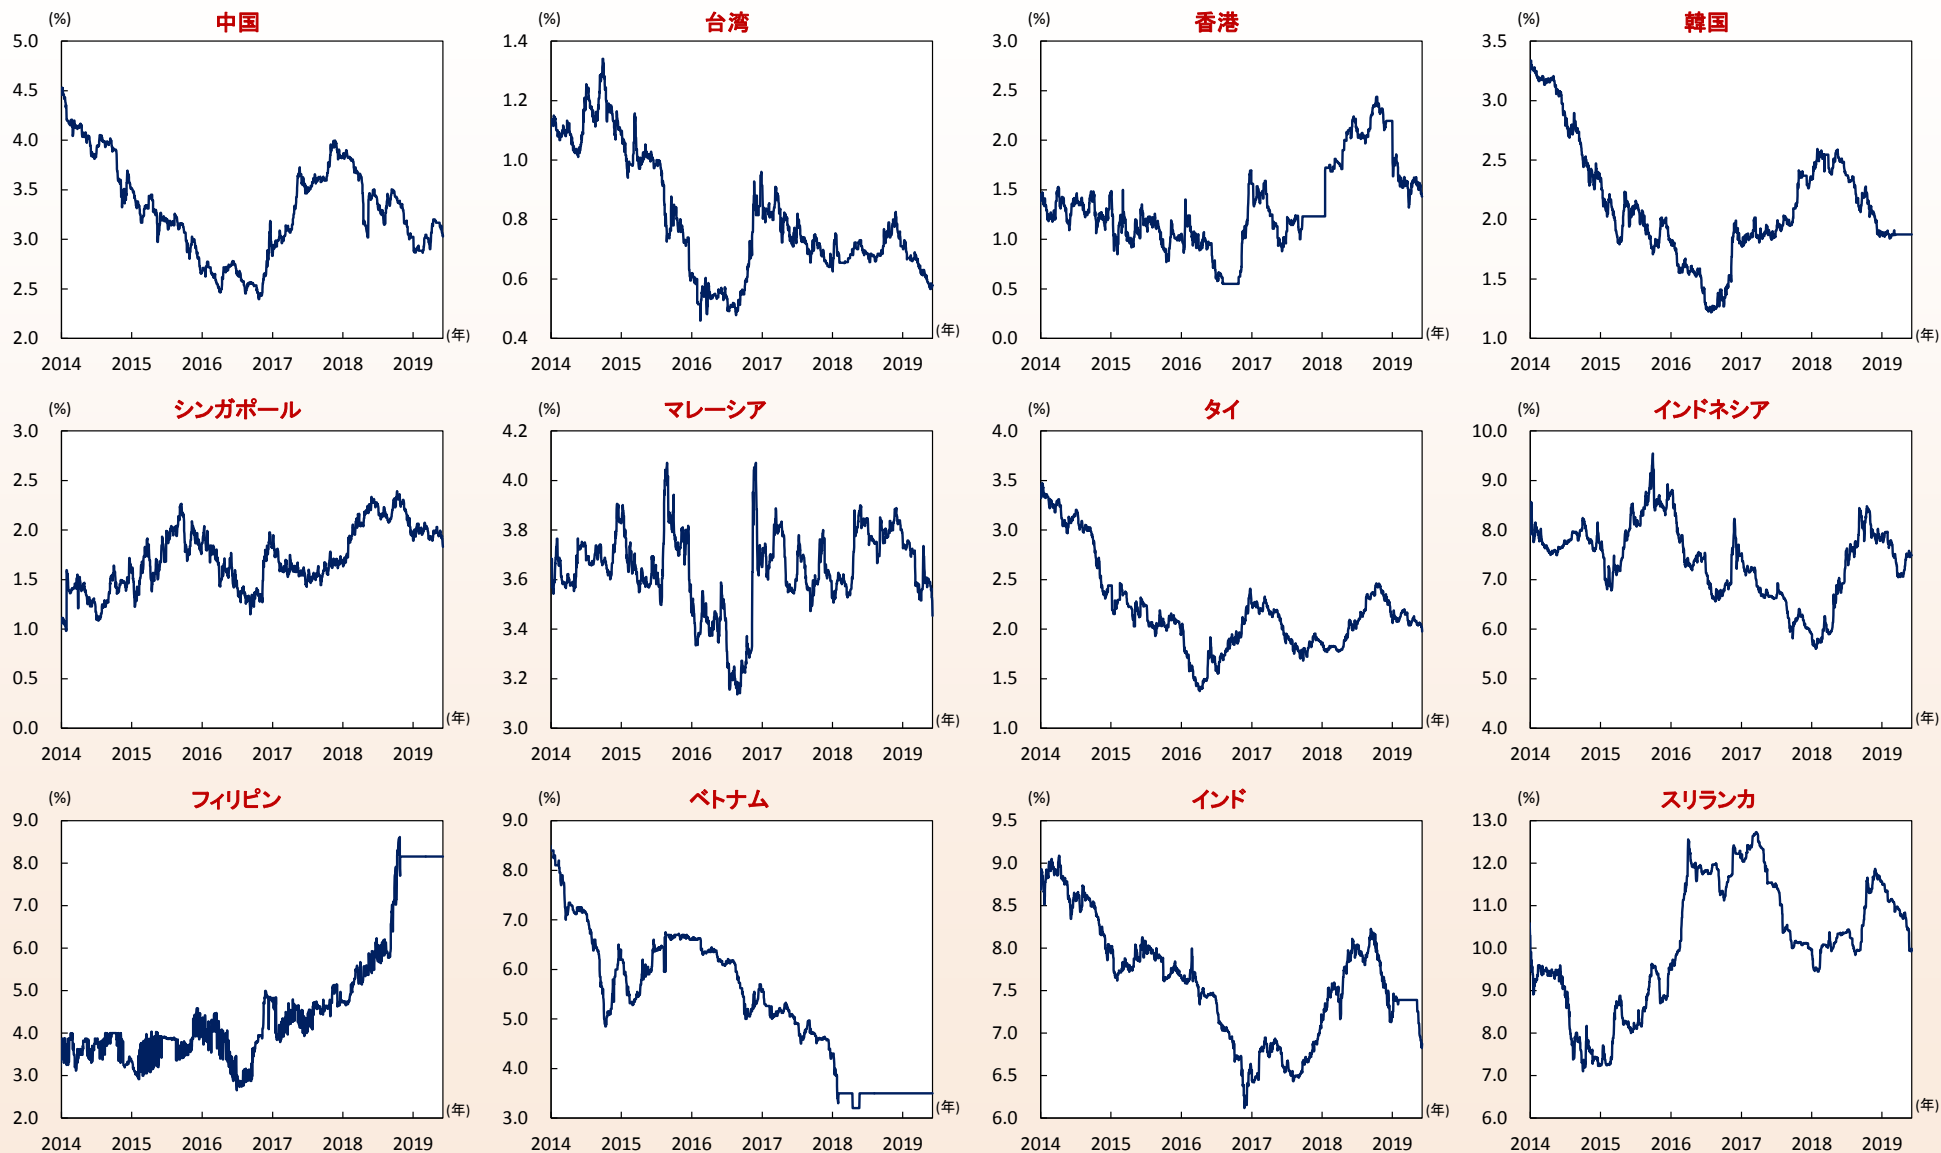 (%) 中国 (%) 台湾 (%) 香港 (%) 韓国
5.0 1.4 3.0 3.5
4.5 1.2 2.5 3.0
4.0 1.0 2.0 2.5
3.5 0.8 1.5 2.0
3.0 0.6 1.0 1.5
2.5 0.4 0.5 1.0
2.0 0.0
(年) (年) (年) (年)
2014 2015 2016 2017 2018 2019 2014 2015 2016 2017 2018 2019 2014 2015 2016 2017 2018 2019 2014 2015 2016 2017 2018 2019
(%) シンガポール (%) マレーシア (%) タイ (%) インドネシア
3.0 4.2 4.0 10.0
2.5 4.0 3.5 9.0
2.0 3.8 3.0 8.0
1.5 3.6 2.5 7.0
1.0 3.4 2.0 6.0
0.5 3.2 1.5 5.0
0.0 3.0 1.0 4.0
(年) (年) (年) (年)
2014 2015 2016 2017 2018 2019 2014 2015 2016 2017 2018 2019 2014 2015 2016 2017 2018 2019 2014 2015 2016 2017 2018 2019
(%) フィリピン (%) ベトナム (%) インド (%) スリランカ
9.0 9.0 9.5 13.0
8.0 8.0 9.0 12.0
7.0 7.0 8.5 11.0
6.0 6.0 8.0 10.0
5.0 5.0 7.5 9.0
4.0 4.0 7.0 8.0
3.0 3.0 6.5 7.0
2.0 6.0 6.0
(年) (年) (年) (年)
2014 2015 2016 2017 2018 2019 2014 2015 2016 2017 2018 2019 2014 2015 2016 2017 2018 2019 2014 2015 2016 2017 2018 2019